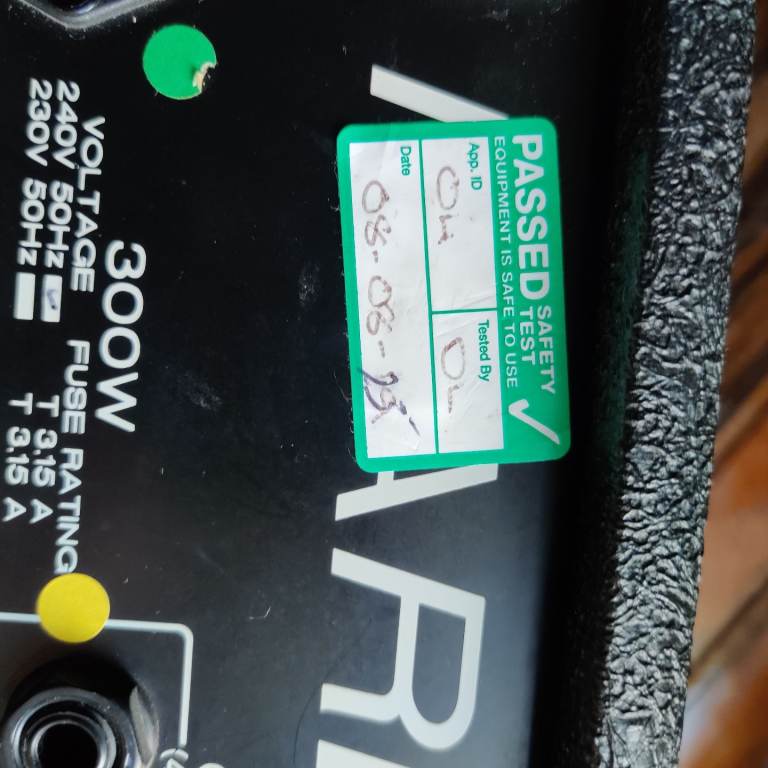 PASSED SAFETY TEST
EQUIPMENT IS SAFE TO USE
App. ID Tested By
Date
300W
VOLTAGE FUSE RATING
240V 50Hz T 3.15 A
230V 50Hz T 3.15 A